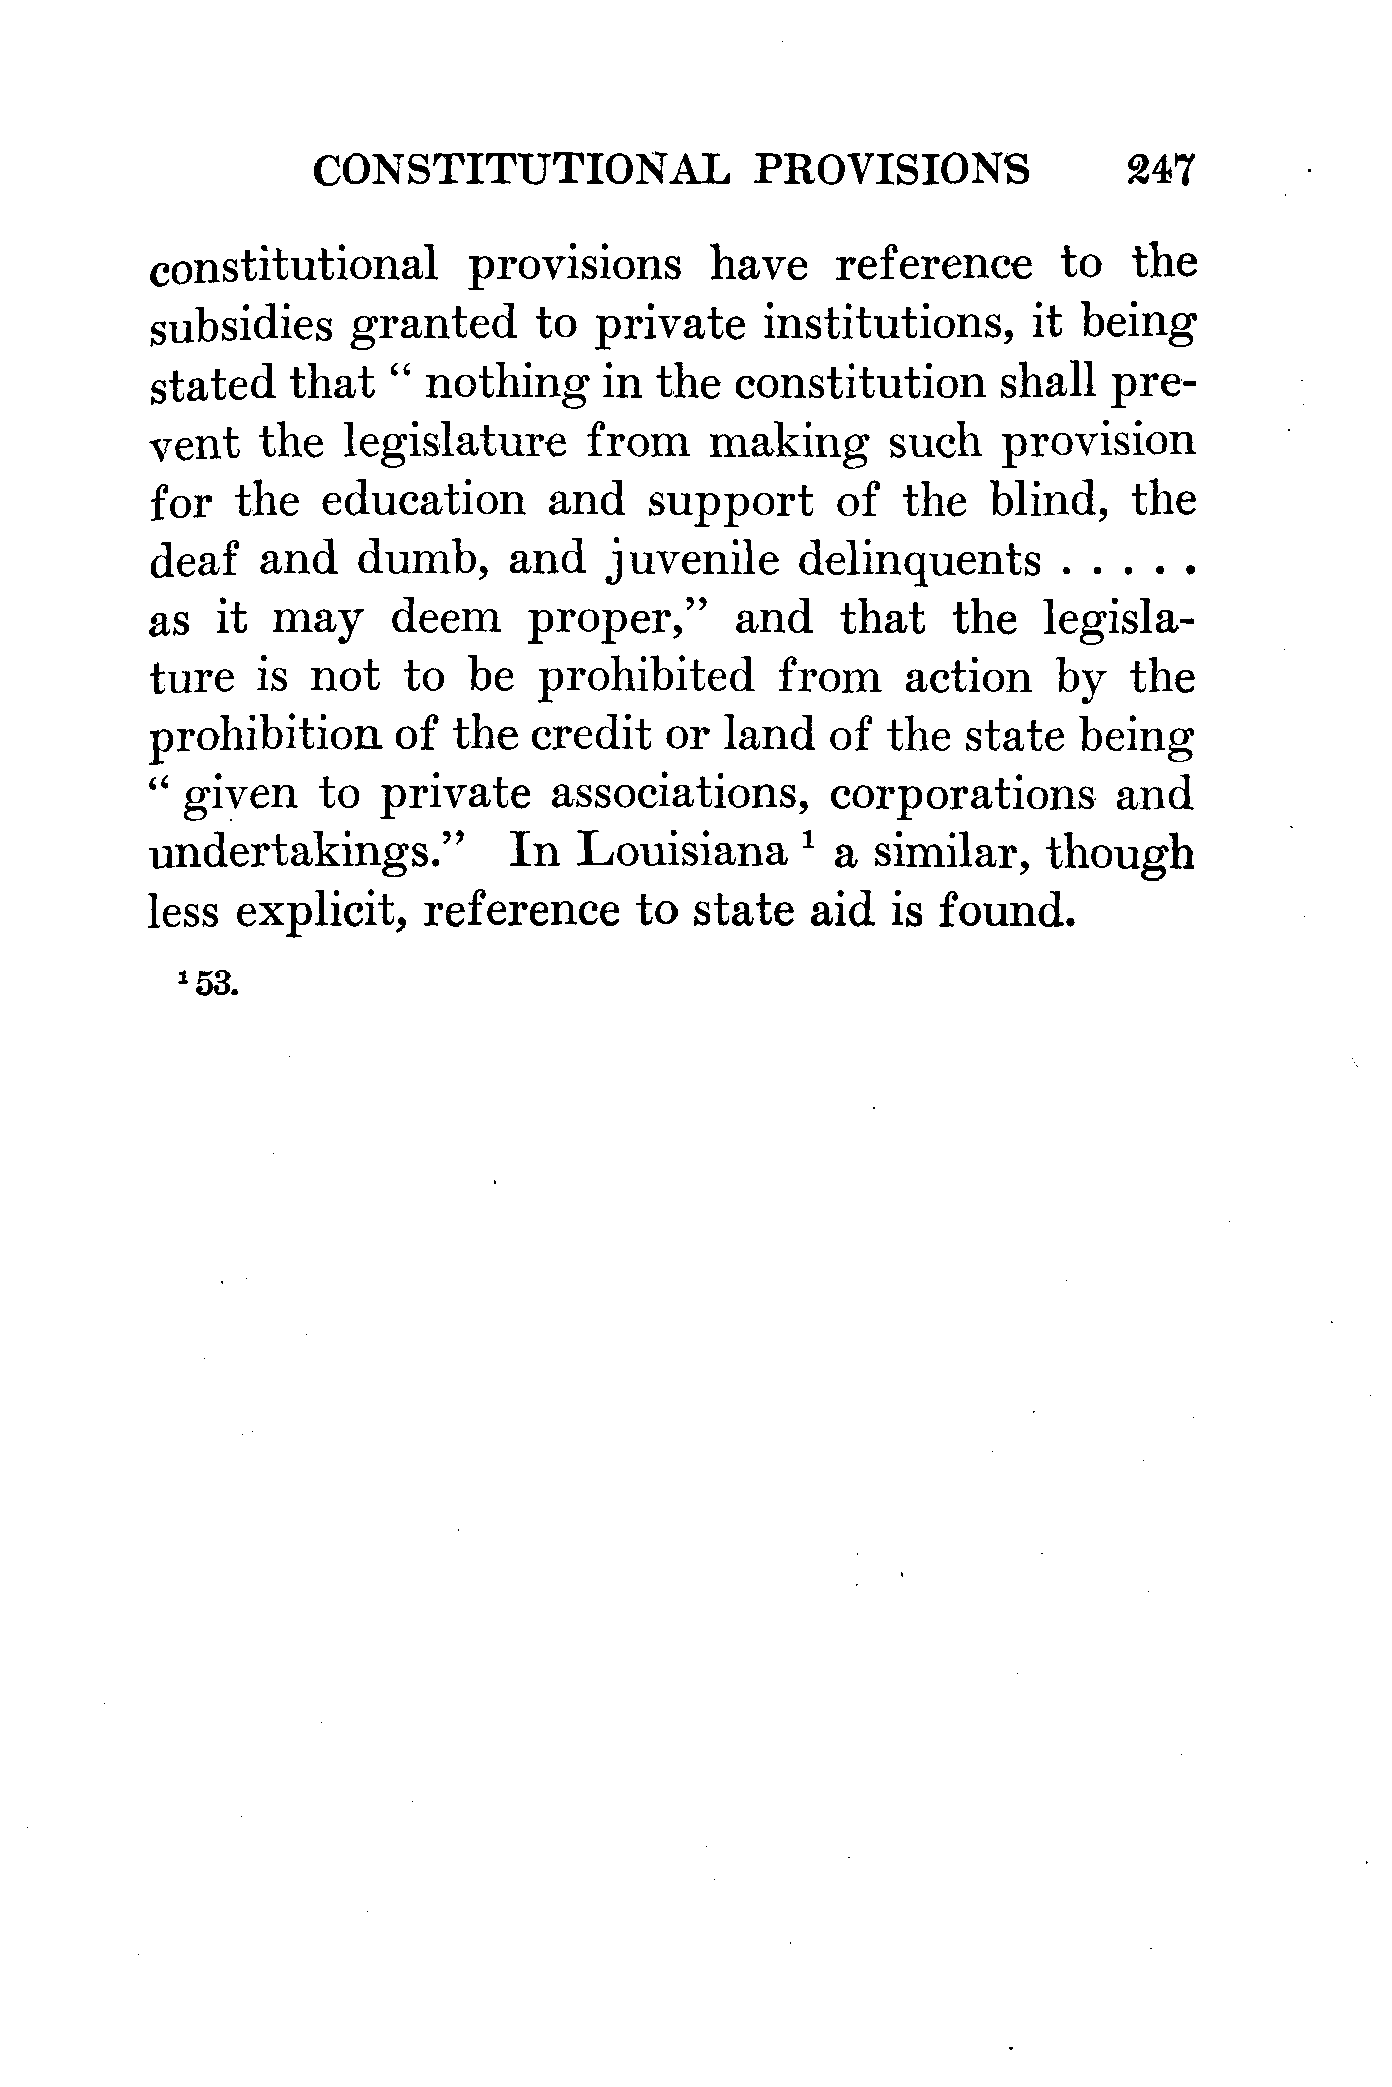 CONSTITUTIONAL PROVISIONS 247
constitutional provisions have reference to the
subsidies granted to private institutions, it being
stated that “ nothing in the constitution shall pre-
vent the legislature from making such provision
for the education and support of the blind, the
deaf and dumb, and juvenile delinquents . . . . .
as it may deem proper,” and that the legisla-
ture is not to be prohibited from action by the
prohibition of the credit or land of the state being
“ given to private associations, corporations and
undertakings.” In Louisiana ¹ a similar, though
less explicit, reference to state aid is found.
¹ 53.